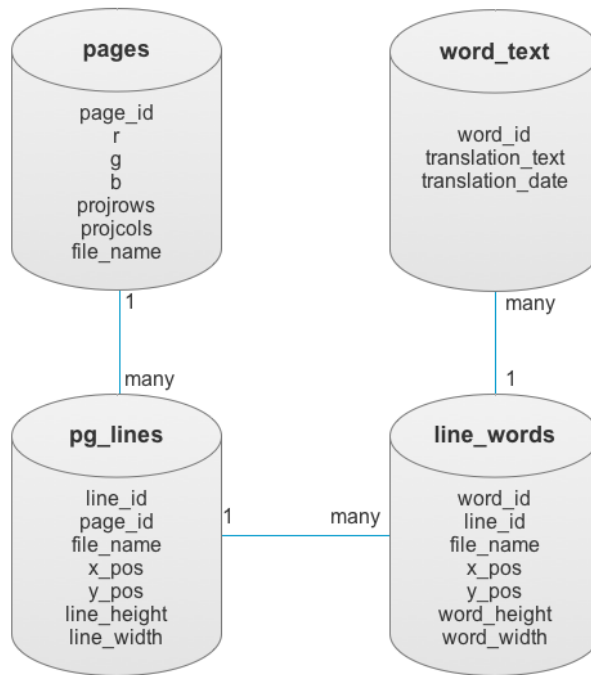 pages
page_id
r
g
b
projrows
projcols
file_name
word_text
word_id
translation_text
translation_date
1
many
many
1
pg_lines
line_id
page_id
file_name
x_pos
y_pos
line_height
line_width
1
many
line_words
word_id
line_id
file_name
x_pos
y_pos
word_height
word_width